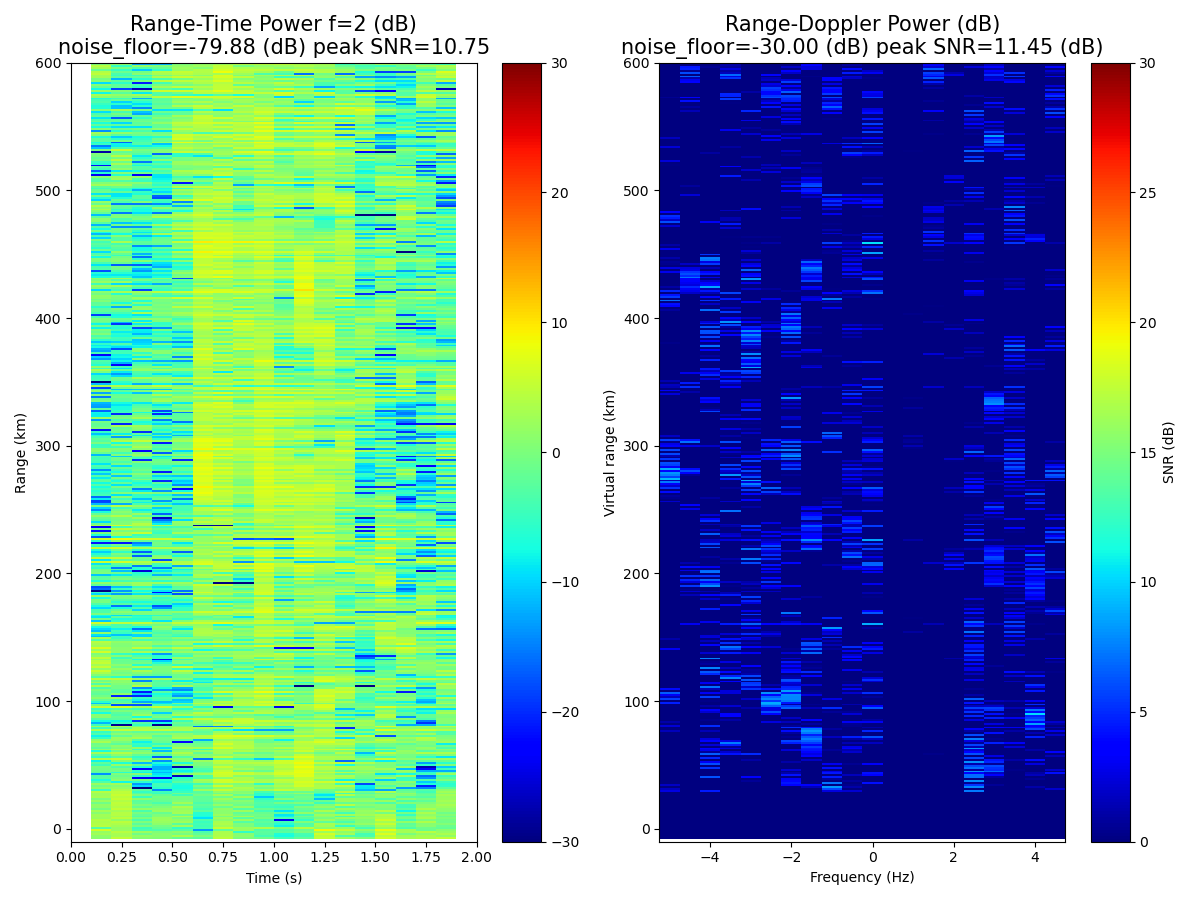 Range-Time Power f=2 (dB)
noise_floor=-79.88 (dB) peak SNR=10.75
Range (km)
600
500
400
300
200
100
0
0.00 0.25 0.50 0.75 1.00 1.25 1.50 1.75 2.00
Time (s)
30
20
10
0
−10
−20
−30
Range-Doppler Power (dB)
noise_floor=-30.00 (dB) peak SNR=11.45 (dB)
Virtual range (km)
600
500
400
300
200
100
0
−4 −2 0 2 4
Frequency (Hz)
30
25
20
15
10
5
0
SNR (dB)